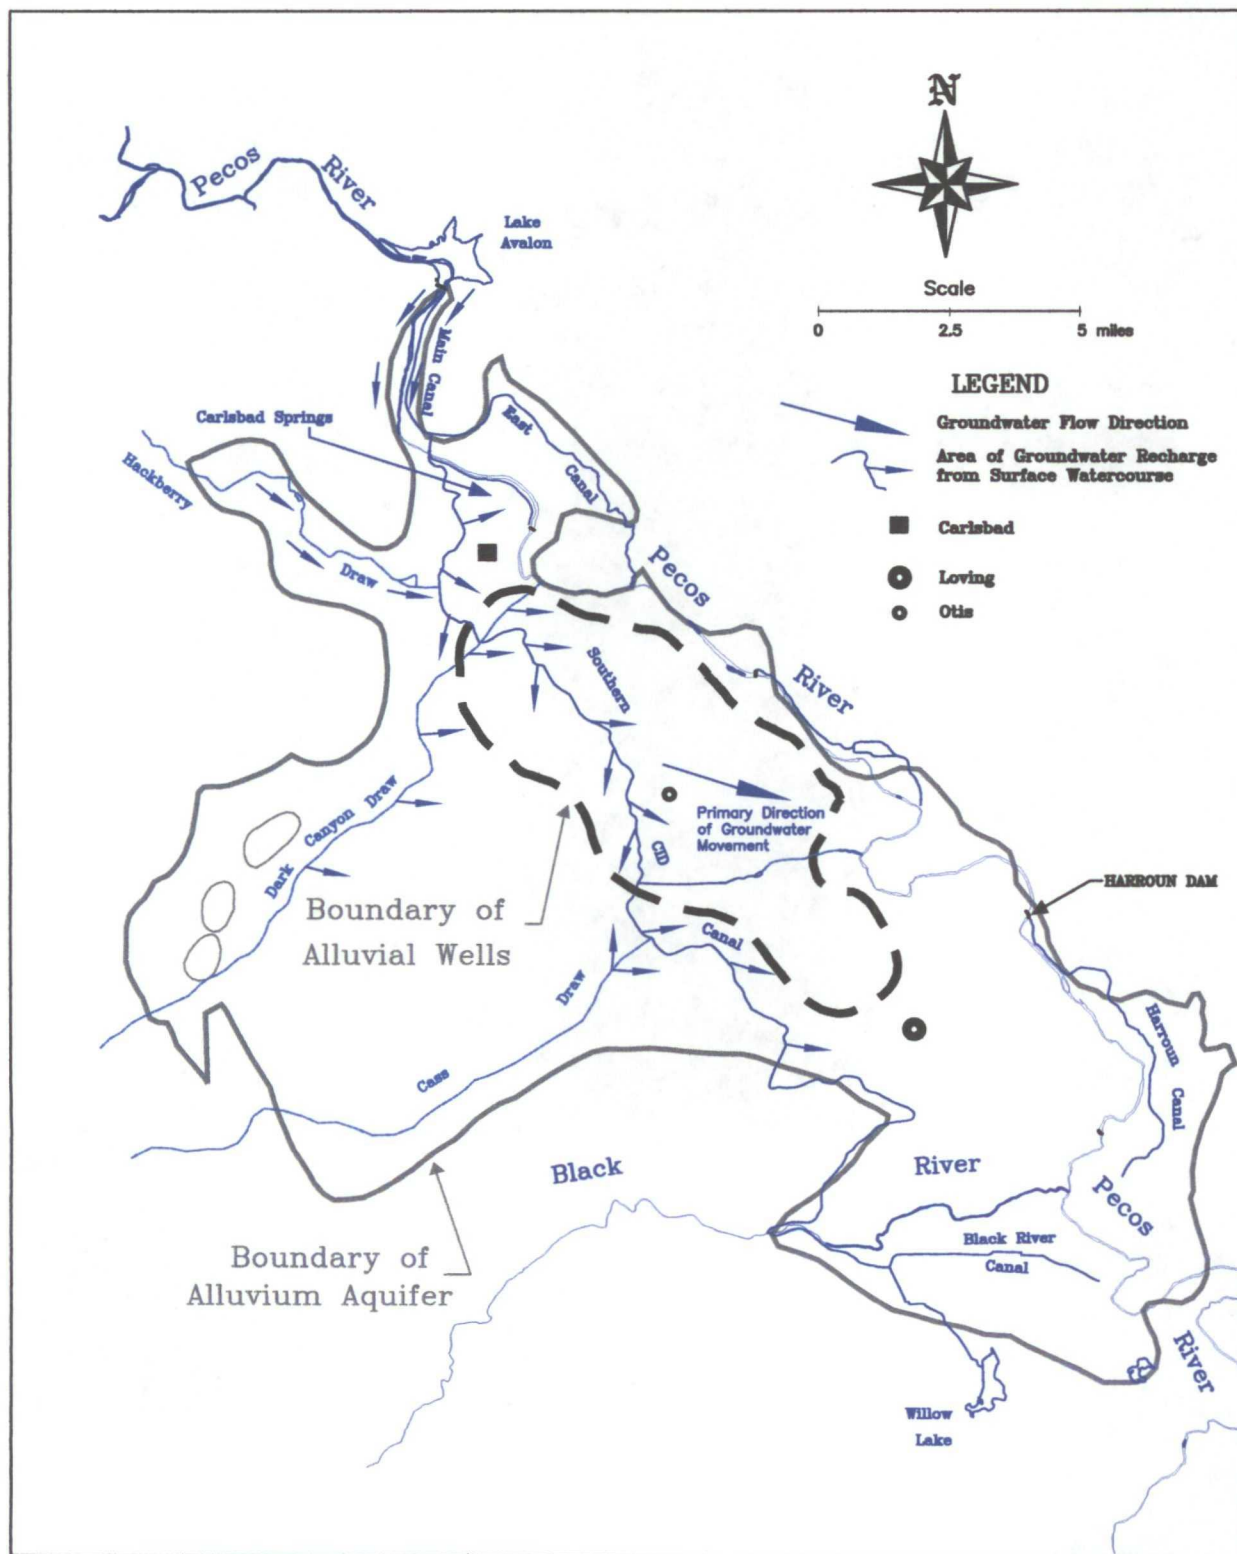 N
Pecos
River
Lake
Avalon
Scale
0 2.5 5 miles
Main Canal
LEGEND
Groundwater Flow Direction
Area of Groundwater Recharge
from Surface Watercourse
Carlsbad
Loving
Otis
Carlsbad Springs
East
Canal
Hackberry
Draw
Pecos
River
Southern
CID
Canal
Primary Direction
of Groundwater
Movement
Dark Canyon Draw
Boundary of
Alluvial Wells
HARROUN DAM
Draw
Cass
Harroun
Canal
Black
River
Pecos
River
Black River
Canal
Boundary of
Alluvium Aquifer
Willow
Lake